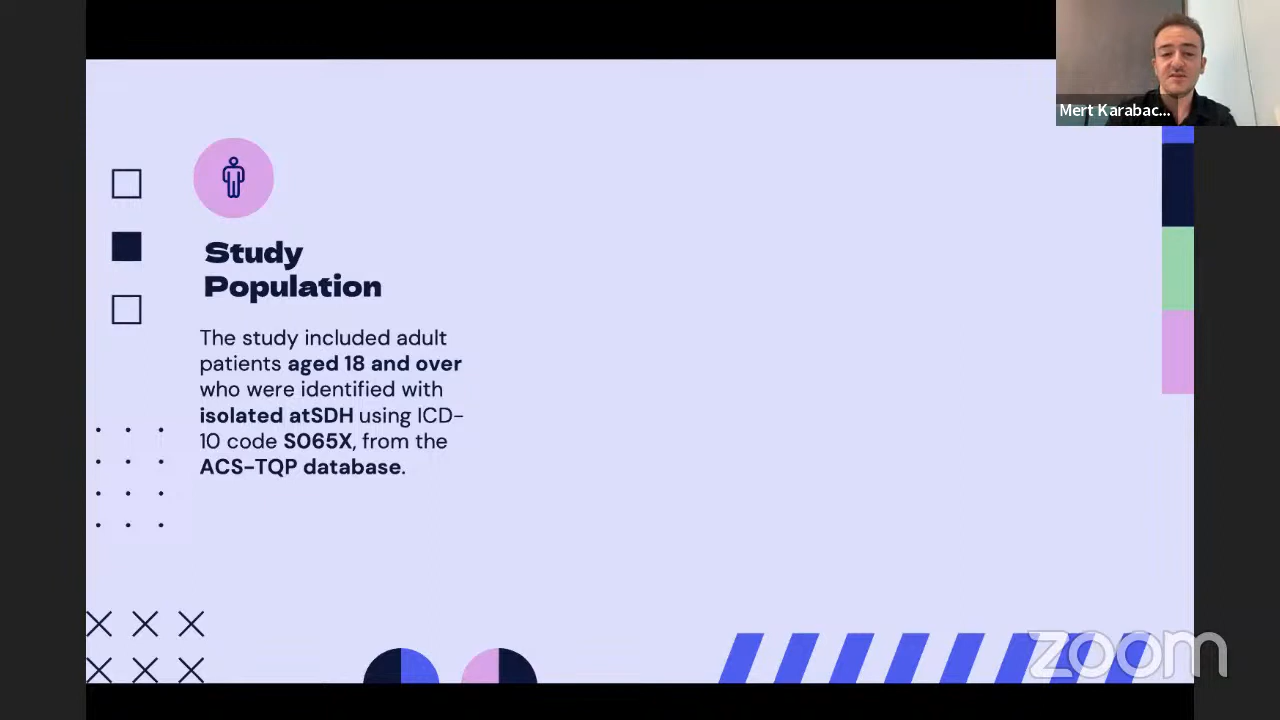 Mert Karabac...
Study
Population
The study included adult
patients aged 18 and over
who were identified with
isolated atSDH using ICD-
10 code S065X, from the
ACS-TQP database.
zoom